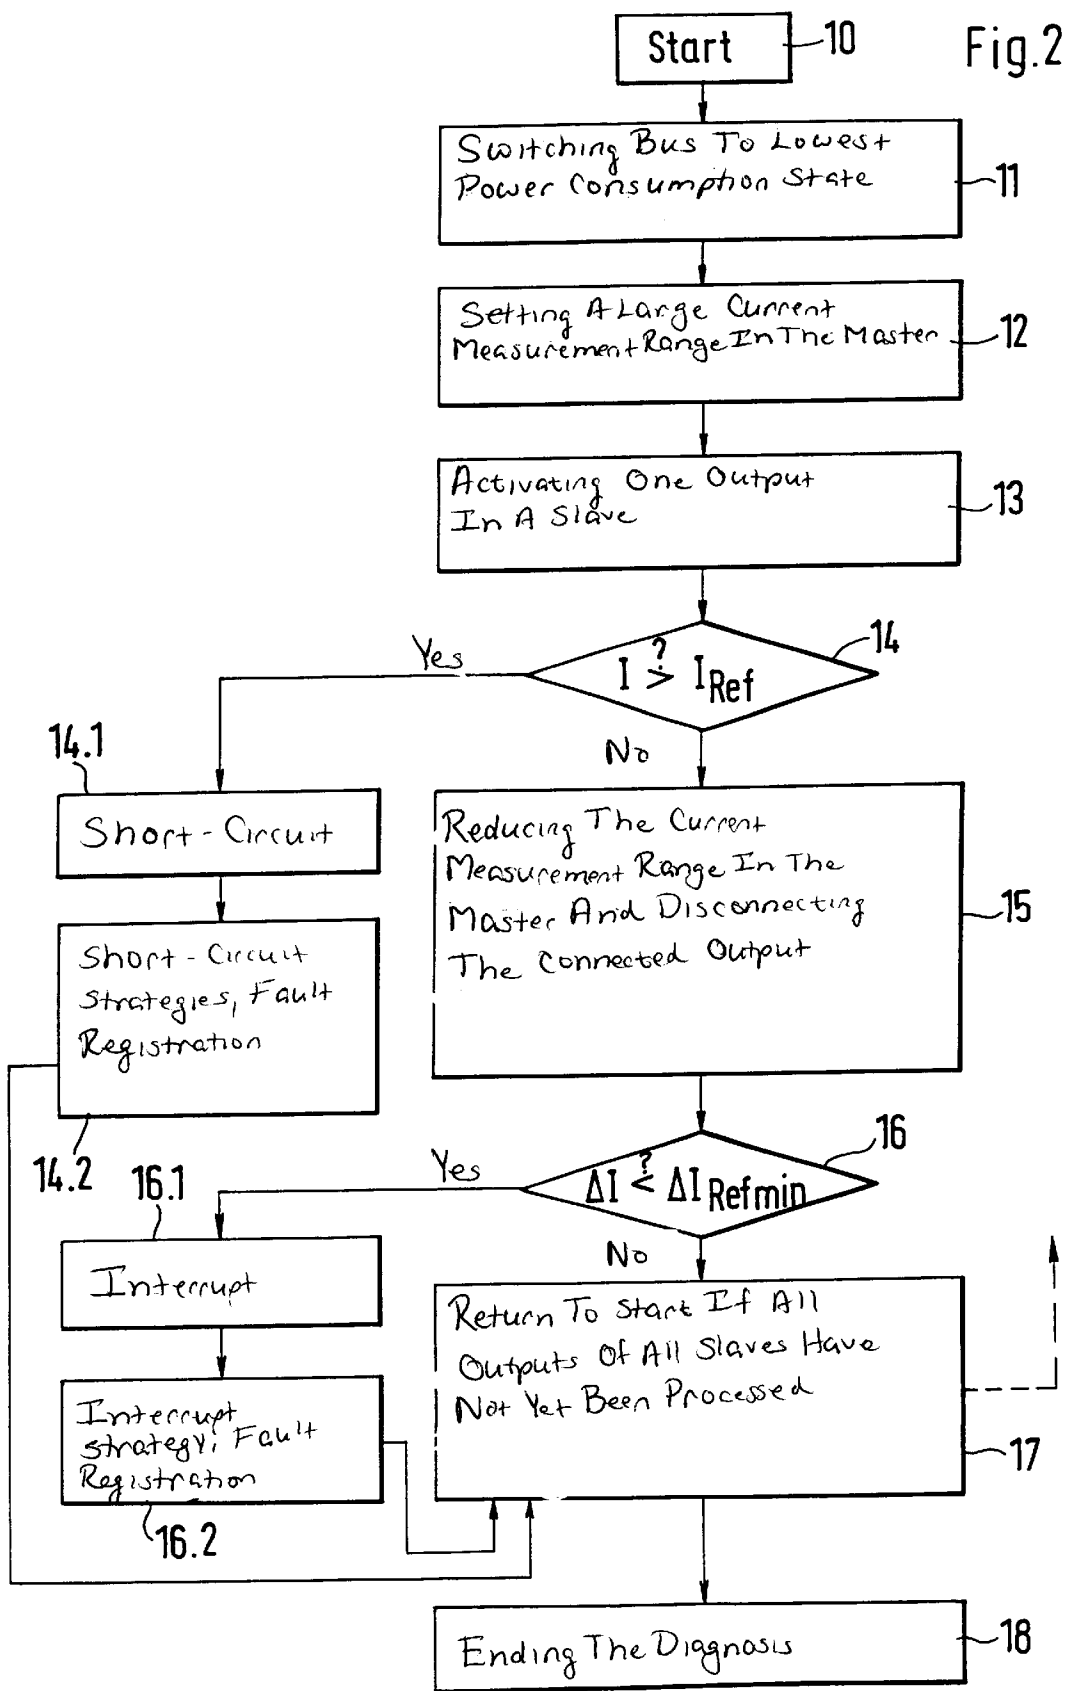 Start
10
Fig.2
Switching Bus To Lowest
Power Consumption State
11
Setting A Large Current
Measurement Range In The Master
12
Activating One Output
In A Slave
13
14
Yes
I >? I Ref
No
14.1
Short-Circuit
Reducing The Current
Measurement Range In The
Master And Disconnecting
The Connected Output
15
Short-Circuit
Strategies, Fault
Registration
14.2
16
Yes
ΔI <? ΔI Refmin
No
16.1
Interrupt
Return To Start If All
Outputs Of All Slaves Have
Not Yet Been Processed
17
Interrupt
Strategy, Fault
Registration
16.2
Ending The Diagnosis
18